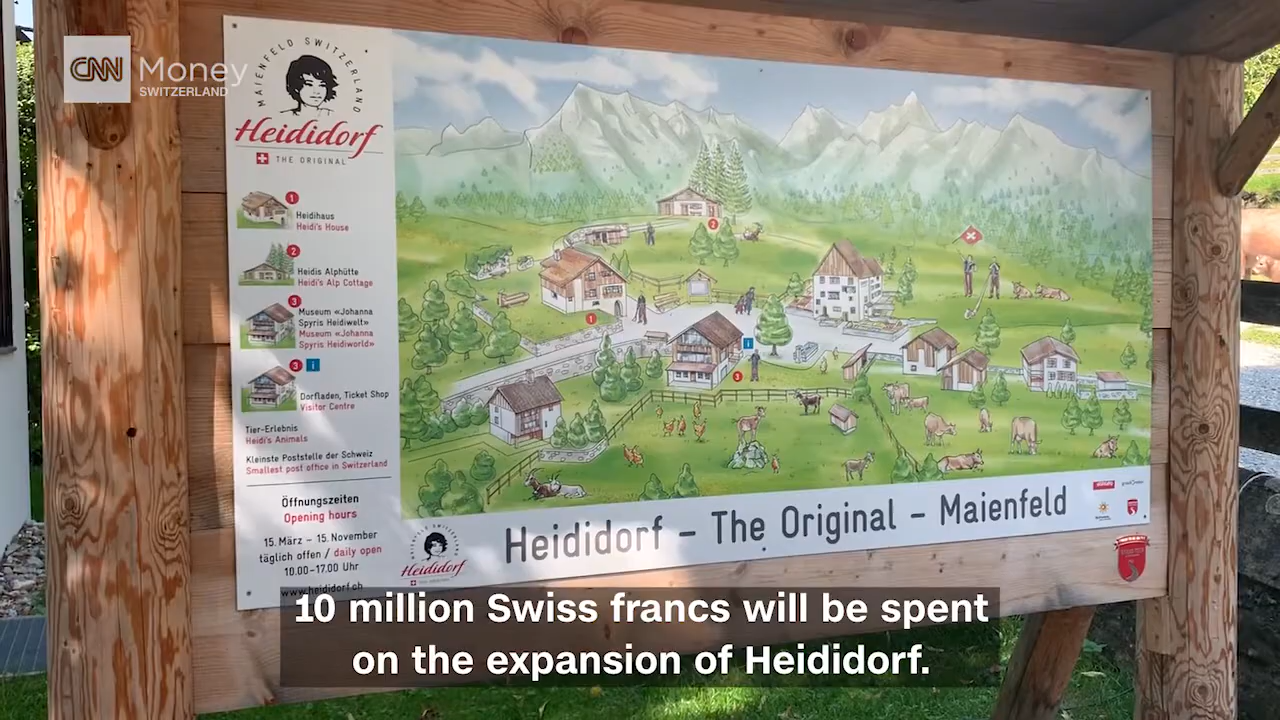 CNN Money
SWITZERLAND
MAIENFELD SWITZERLAND
Heididorf
THE ORIGINAL
1
Heidihaus
Heidi's House
2
Heidis Alphütte
Heidi's Alp Cottage
3
Museum «Johanna
Spyris Heidiwelt»
Museum «Johanna
Spyris Heidiworld»
3 i
Dorfladen, Ticket Shop
Visitor Centre
Tier-Erlebnis
Heidi's Animals
Kleinste Poststelle der Schweiz
Smallest post office in Switzerland
Öffnungszeiten
Opening hours
15. März – 15. November
täglich offen / daily open
10.00–17.00 Uhr
www.heididorf.ch
2
1
i
3
Heididorf
Heididorf – The Original – Maienfeld
10 million Swiss francs will be spent
on the expansion of Heididorf.